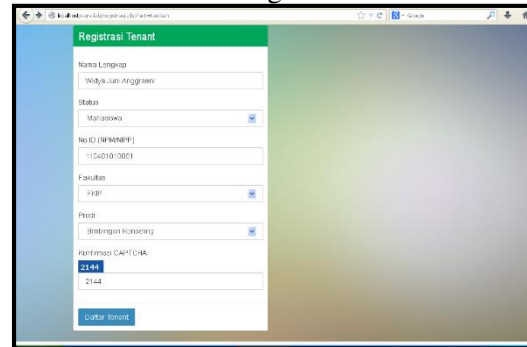 Google
Registrasi Tenant
Nama Lengkap
Widya Juni Anggraeni
Status
Mahasiswa
No ID (NPM/NIPP)
Fakultas
FKIP
Prodi
Bimbingan Konseling
Konfirmasi CAPTCHA
2144
2144
Daftar Tenant